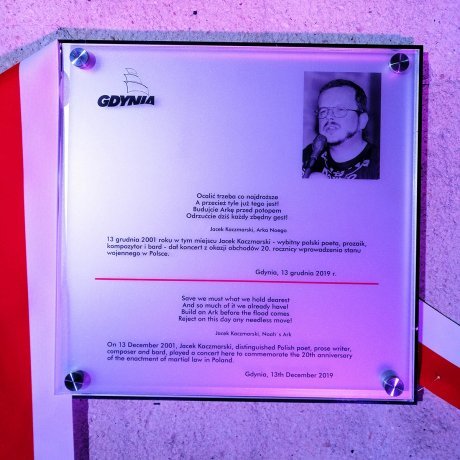 GDYNIA
Ocalić trzeba co najdroższe
A przecież tyle już tego jest!
Budujcie Arkę przed potopem
Odrzućcie dziś każdy zbędny gest!
Jacek Kaczmarski, Arka Noego
13 grudnia 2001 roku w tym miejscu Jacek Kaczmarski - wybitny polski poeta, prozaik,
kompozytor i bard - dał koncert z okazji obchodów 20. rocznicy wprowadzenia stanu
wojennego w Polsce.
Gdynia, 13 grudnia 2019 r.
Save we must what we hold dearest
And so much of it we already have!
Build an Ark before the flood comes
Reject on this day any needless move!
Jacek Kaczmarski, Noah`s Ark
On 13 December 2001, Jacek Kaczmarski, distinguished Polish poet, prose writer,
composer and bard, played a concert here to commemorate the 20th anniversary
of the enactment of martial law in Poland.
Gdynia, 13th December 2019